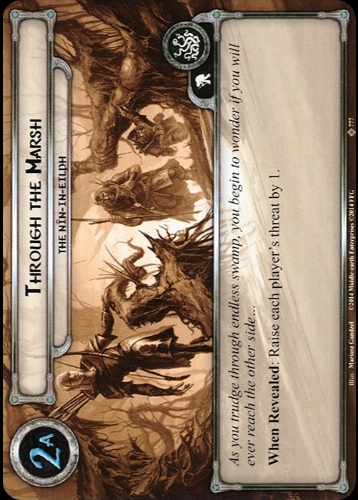 2A
THROUGH THE MARSH
THE NÎN-IN-EILPH
As you trudge through endless swamp, you begin to wonder if you will
ever reach the other side…
When Revealed: Raise each player's threat by 1.
Illus. Mariusz Gandzel ©2014 Middle-earth Enterprises ©2014 FFG ???